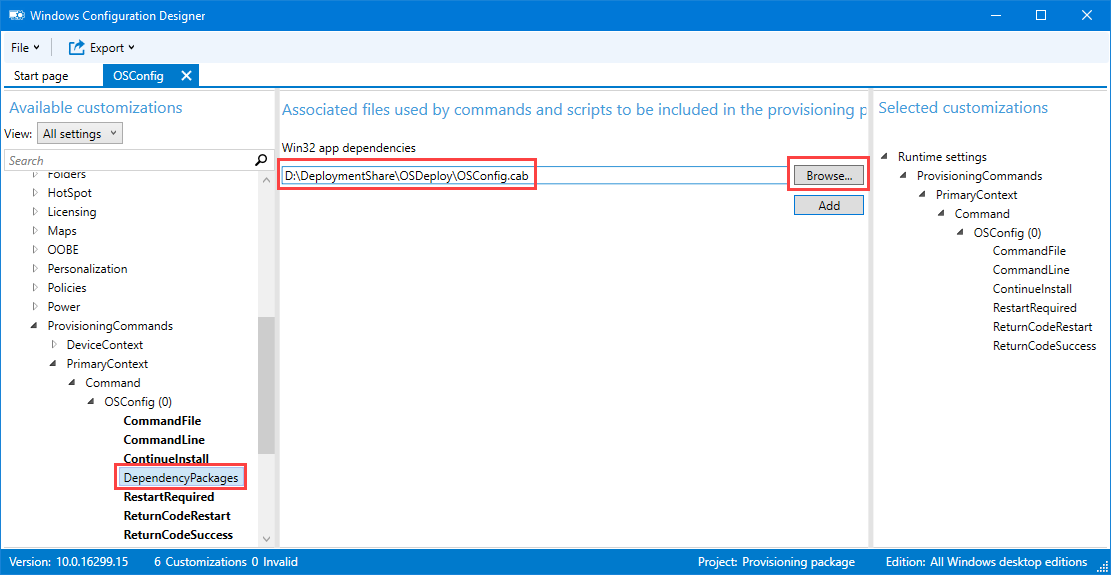 Windows Configuration Designer
File Export
Start page OSConfig
Available customizations
View: All settings
Search
Folders
HotSpot
Licensing
Maps
OOBE
Personalization
Policies
Power
ProvisioningCommands
DeviceContext
PrimaryContext
Command
OSConfig (0)
CommandFile
CommandLine
ContinueInstall
DependencyPackages
RestartRequired
ReturnCodeRestart
ReturnCodeSuccess
Associated files used by commands and scripts to be included in the provisioning p
Win32 app dependencies
D:\DeploymentShare\OSDeploy\OSConfig.cab
Browse...
Add
Selected customizations
Runtime settings
ProvisioningCommands
PrimaryContext
Command
OSConfig (0)
CommandFile
CommandLine
ContinueInstall
RestartRequired
ReturnCodeRestart
ReturnCodeSuccess
Version: 10.0.16299.15 6 Customizations 0 Invalid Project: Provisioning package Edition: All Windows desktop editions